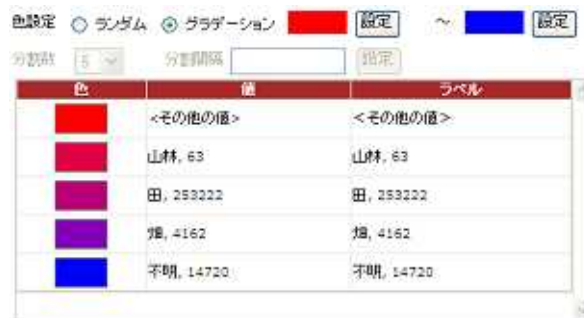 色設定 ランダム グラデーション 設定 ～ 設定
分割数 5 分割間隔 設定
色 値 ラベル
<その他の値> <その他の値>
山林, 63 山林, 63
田, 253222 田, 253222
畑, 4162 畑, 4162
不明, 14720 不明, 14720